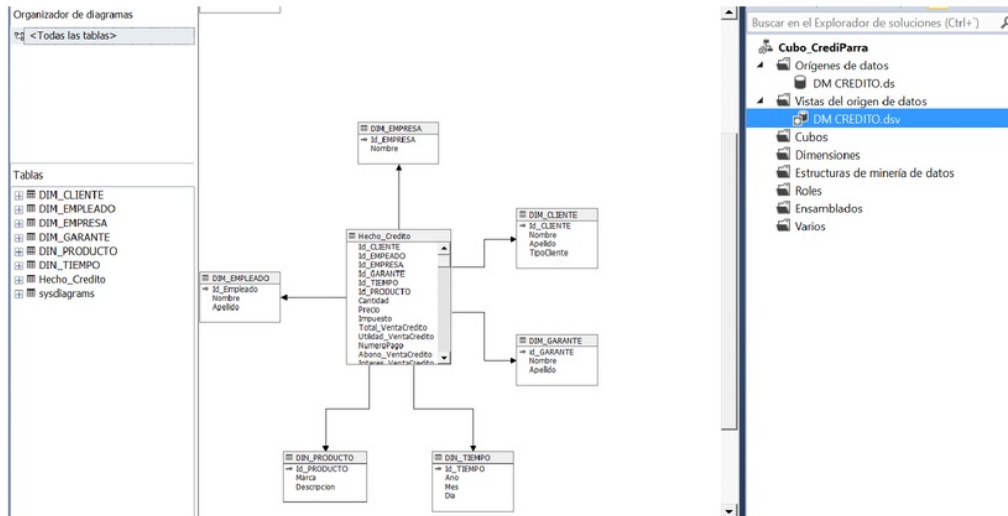 Organizador de diagramas
<Todas las tablas>
Tablas
DIM_CLIENTE
DIM_EMPLEADO
DIM_EMPRESA
DIM_GARANTE
DIN_PRODUCTO
DIN_TIEMPO
Hecho_Credito
sysdiagrams
DIM_EMPRESA
Id_EMPRESA
Nombre
DIM_CLIENTE
Id_CLIENTE
Nombre
Apellido
TipoCliente
Hecho_Credito
Id_CLIENTE
Id_EMPEADO
Id_EMPRESA
Id_GARANTE
Id_TIEMPO
Id_PRODUCTO
Cantidad
Precio
Impuesto
Total_VentaCredito
Utilidad_VentaCredito
NumeroPago
Abono_VentaCredito
Interes_VentaCredito
DIM_EMPLEADO
Id_Empleado
Nombre
Apellido
DIM_GARANTE
id_GARANTE
Nombre
Apellido
DIN_PRODUCTO
Id_PRODUCTO
Marca
Descripcion
DIN_TIEMPO
Id_TIEMPO
Ano
Mes
Dia
Buscar en el Explorador de soluciones (Ctrl+')
Cubo_CrediParra
Orígenes de datos
DM CREDITO.ds
Vistas del origen de datos
DM CREDITO.dsv
Cubos
Dimensiones
Estructuras de minería de datos
Roles
Ensamblados
Varios